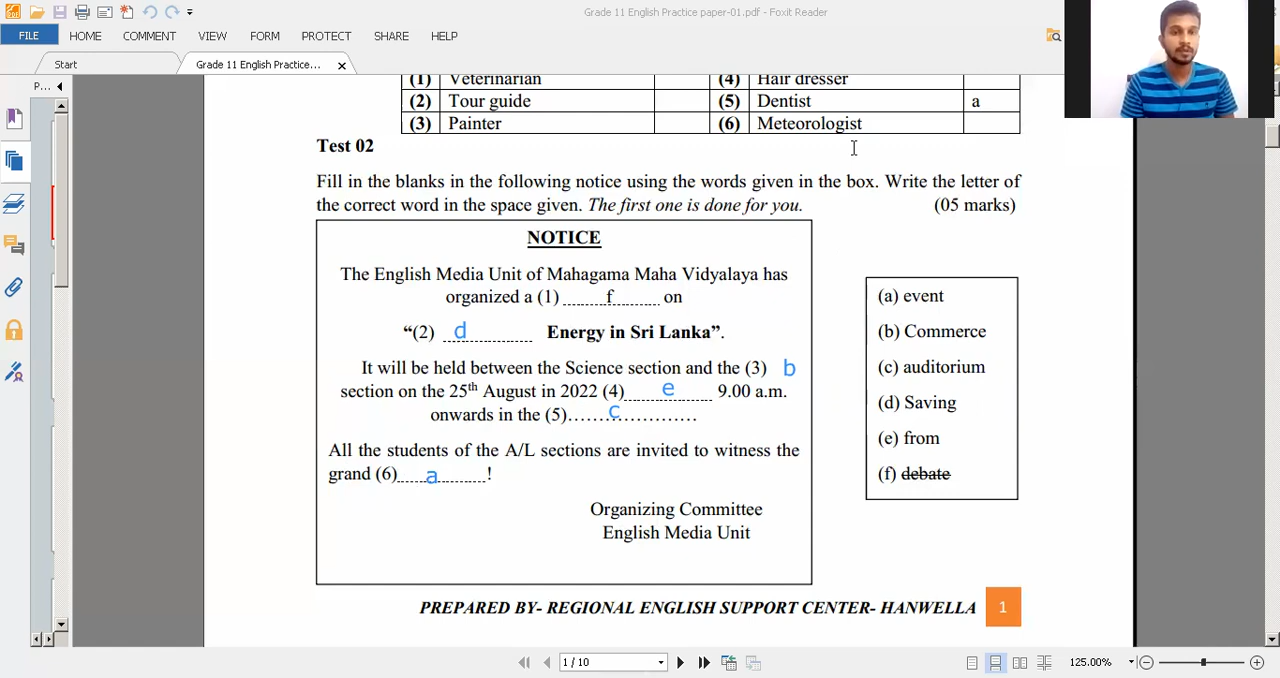 Grade 11 English Practice paper-01.pdf - Foxit Reader
FILE HOME COMMENT VIEW FORM PROTECT SHARE HELP
Start Grade 11 English Practice... x
P...
(1) Veterinarian (4) Hair dresser
(2) Tour guide (5) Dentist a
(3) Painter (6) Meteorologist
Test 02
Fill in the blanks in the following notice using the words given in the box. Write the letter of
the correct word in the space given. The first one is done for you. (05 marks)
NOTICE
The English Media Unit of Mahagama Maha Vidyalaya has
organized a (1) ........f........ on
“(2) ..d.............. Energy in Sri Lanka”.
It will be held between the Science section and the (3) b
section on the 25th August in 2022 (4)........e........ 9.00 a.m.
onwards in the (5)........c..............
All the students of the A/L sections are invited to witness the
grand (6)......a.........!
Organizing Committee
English Media Unit
(a) event
(b) Commerce
(c) auditorium
(d) Saving
(e) from
(f) debate
PREPARED BY- REGIONAL ENGLISH SUPPORT CENTER- HANWELLA 1
1 / 10 125.00%